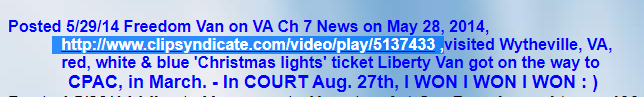 Posted 5/29/14 Freedom Van on VA Ch 7 News on May 28, 2014,
http://www.clipsyndicate.com/video/play/5137433 ,visited Wytheville, VA,
red, white & blue 'Christmas lights' ticket Liberty Van got on the way to
CPAC, in March. - In COURT Aug. 27th, I WON I WON I WON : )